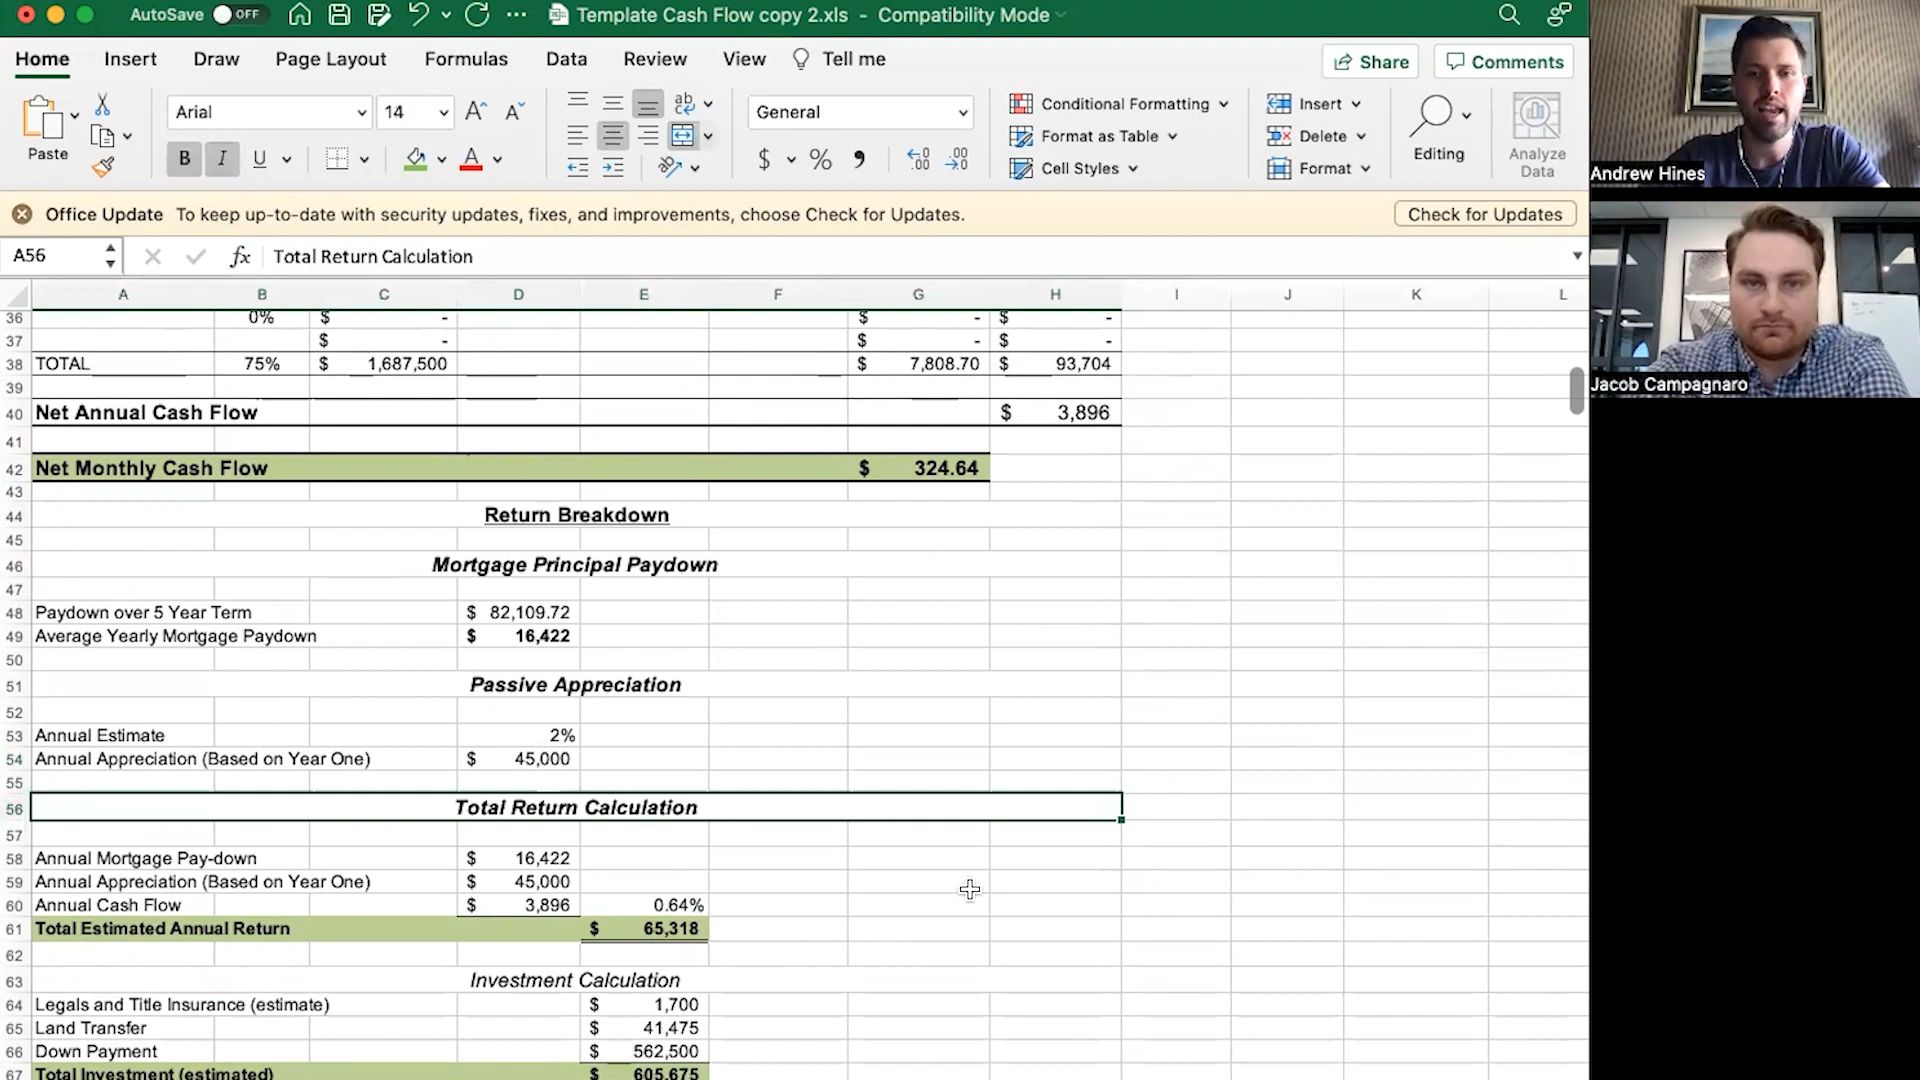 AutoSave OFF Template Cash Flow copy 2.xls - Compatibility Mode
Home Insert Draw Page Layout Formulas Data Review View Tell me Share Comments
Paste Arial 14 General Conditional Formatting Insert
B I U Format as Table Delete Editing Analyze Data
$ % Cell Styles Format
Office Update To keep up-to-date with security updates, fixes, and improvements, choose Check for Updates. Check for Updates
A56 fx Total Return Calculation
A B C D E F G H I J K L
36 0% $ - $ - $ -
37 $ - $ - $ -
38 TOTAL 75% $ 1,687,500 $ 7,808.70 $ 93,704
39
40 Net Annual Cash Flow $ 3,896
41
42 Net Monthly Cash Flow $ 324.64
43
44 Return Breakdown
45
46 Mortgage Principal Paydown
47
48 Paydown over 5 Year Term $ 82,109.72
49 Average Yearly Mortgage Paydown $ 16,422
50
51 Passive Appreciation
52
53 Annual Estimate 2%
54 Annual Appreciation (Based on Year One) $ 45,000
55
56 Total Return Calculation
57
58 Annual Mortgage Pay-down $ 16,422
59 Annual Appreciation (Based on Year One) $ 45,000
60 Annual Cash Flow $ 3,896 0.64%
61 Total Estimated Annual Return $ 65,318
62
63 Investment Calculation
64 Legals and Title Insurance (estimate) $ 1,700
65 Land Transfer $ 41,475
66 Down Payment $ 562,500
67 Total Investment (estimated) $ 605,675
Andrew Hines
Jacob Campagnaro